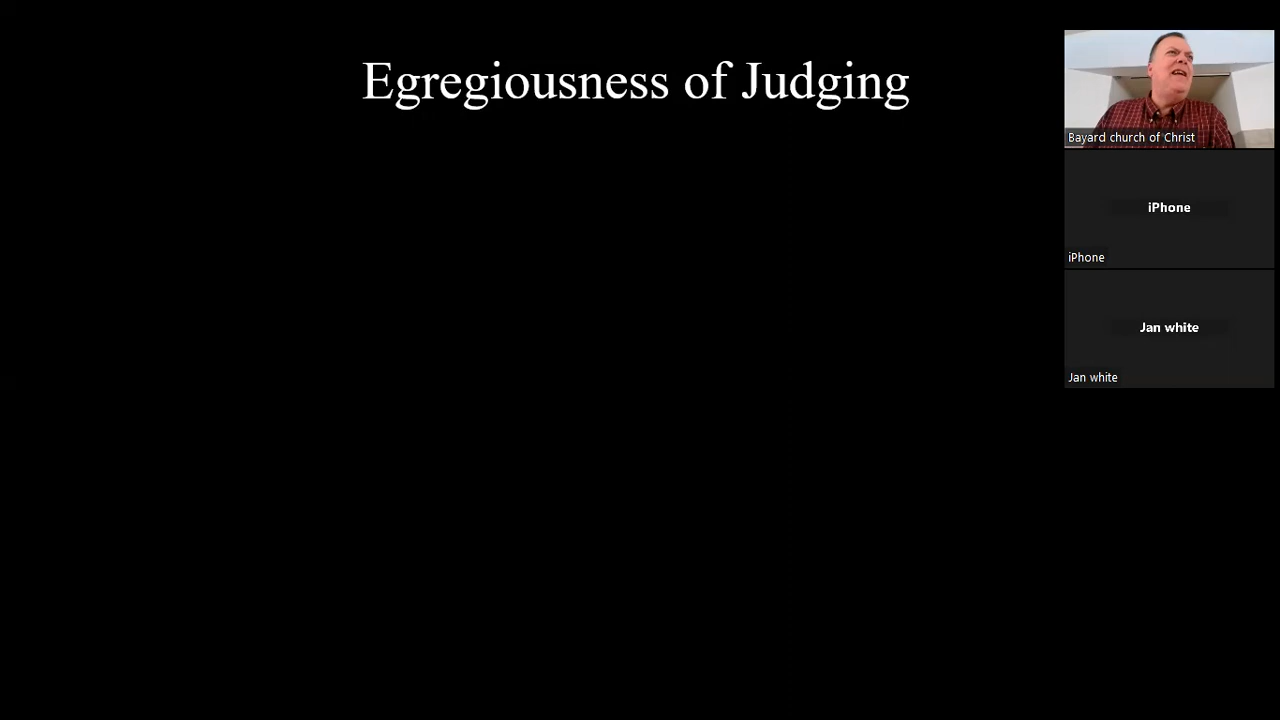 Egregiousness of Judging
Bayard church of Christ
iPhone
iPhone
Jan white
Jan white